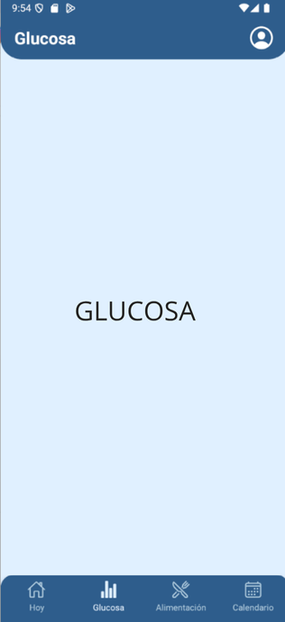 9:54
Glucosa
GLUCOSA
Hoy
Glucosa
Alimentación
Calendario